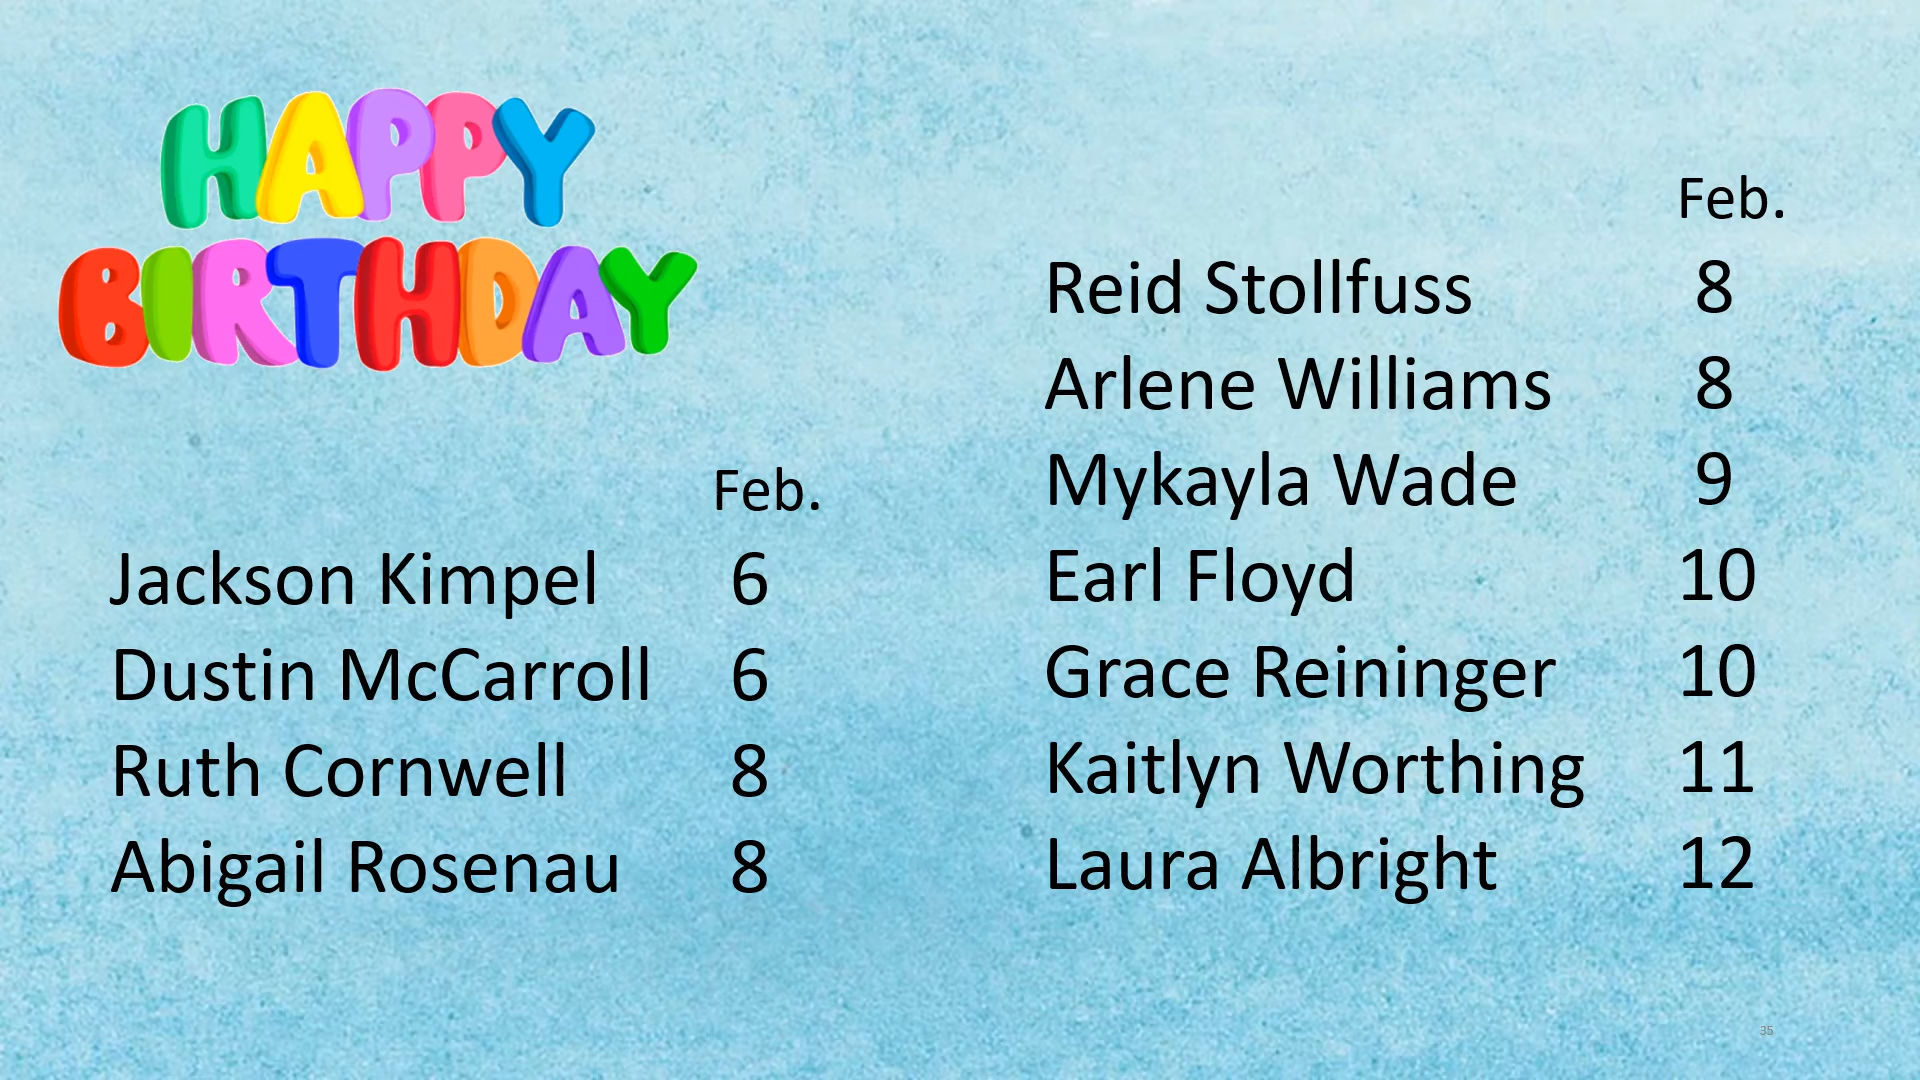 HAPPY
BIRTHDAY
Feb.
Jackson Kimpel 6
Dustin McCarroll 6
Ruth Cornwell 8
Abigail Rosenau 8
Feb.
Reid Stollfuss 8
Arlene Williams 8
Mykayla Wade 9
Earl Floyd 10
Grace Reininger 10
Kaitlyn Worthing 11
Laura Albright 12
35